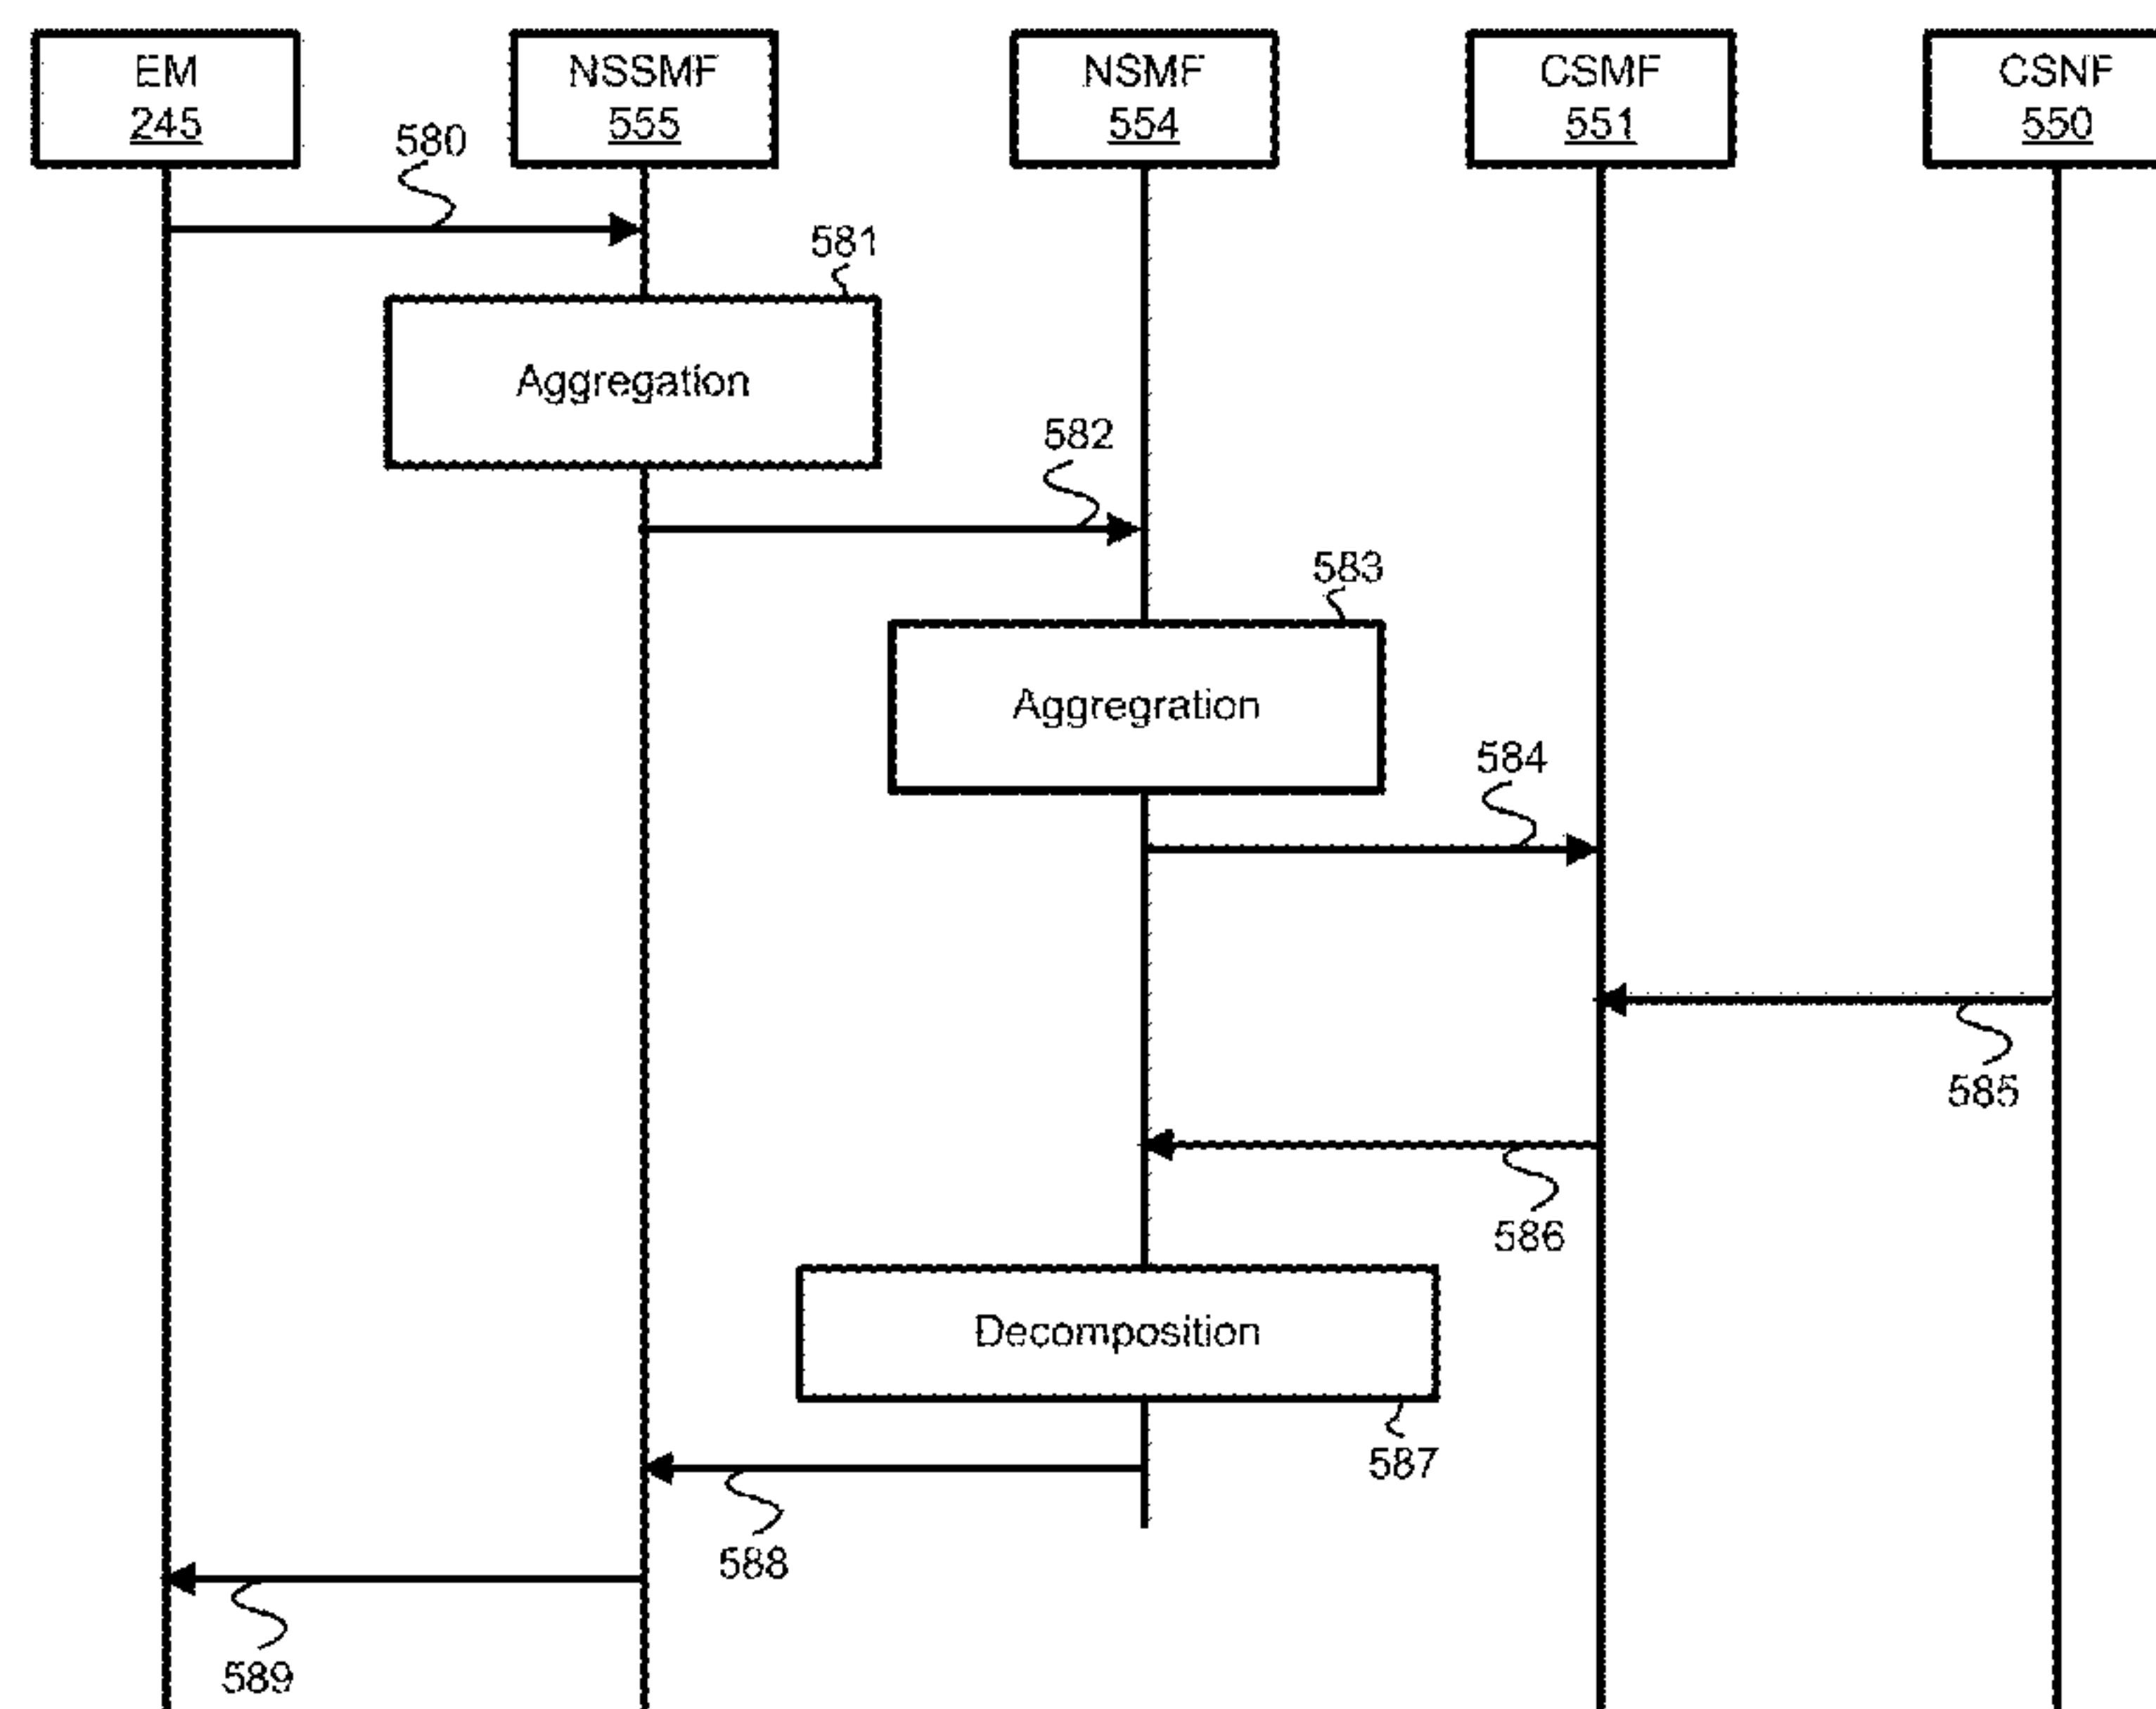 EM
245
NSSMF
555
NSMF
554
CSMF
551
CSNF
550
580
581
Aggregation
582
583
Aggregration
584
585
586
Decomposition
587
588
589